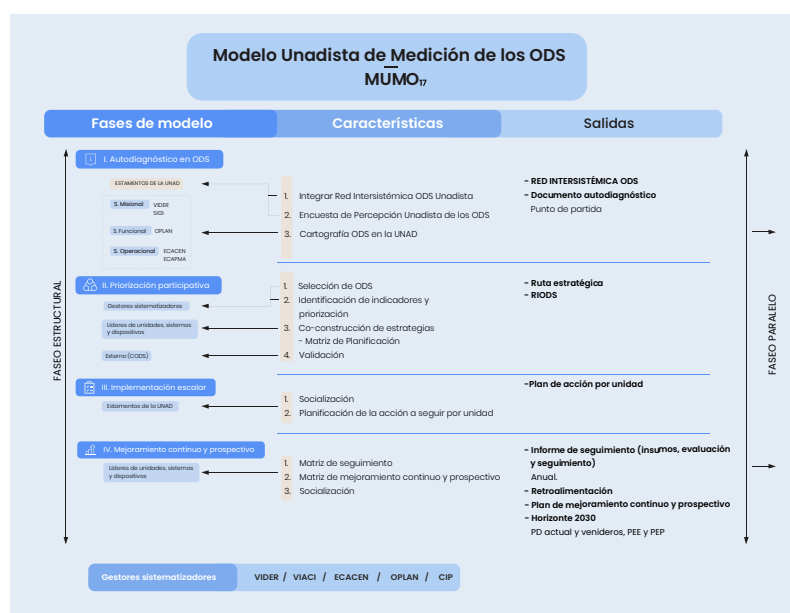 Modelo Unadista de Medición de los ODS
MUMO17
Fases de modelo
Características
Salidas
FASEO ESTRUCTURAL
I. Autodiagnóstico en ODS
ESTAMENTOS DE LA UNAD
S. Misional VIDER
SIGI
S.Funcional OPLAN
S. Operacional ECACEN
ECAPMA
1. Integrar Red Intersistémica ODS Unadista
2. Encuesta de Percepción Unadista de los ODS
3. Cartografía ODS en la UNAD
- RED INTERSISTÉMICA ODS
- Documento autodiagnóstico
Punto de partida
II. Priorización participativa
Gestores sistematizadores
Líderes de unidades, sistemas
y dispositivos
Externo (CODS)
1. Selección de ODS
2. Identificación de indicadores y
priorización
3. Co-construcción de estrategias
- Matriz de Planificación
4. Validación
- Ruta estratégica
- RIODS
III. Implementación escalar
Estamentos de la UNAD
1. Socialización
2. Planificación de la acción a seguir por unidad
-Plan de acción por unidad
IV. Mejoramiento continuo y prospectivo
Líderes de unidades, sistemas
y dispositivos
1. Matriz de seguimiento
2. Matriz de mejoramiento continuo y prospectivo
3. Socialización
- Informe de seguimiento (insumos, evaluación
y seguimiento)
Anual.
- Retroalimentación
- Plan de mejoramiento continuo y prospectivo
- Horizonte 2030
PD actual y venideros, PEE y PEP
FASEO PARALELO
Gestores sistematizadores
VIDER / VIACI / ECACEN / OPLAN / CIP